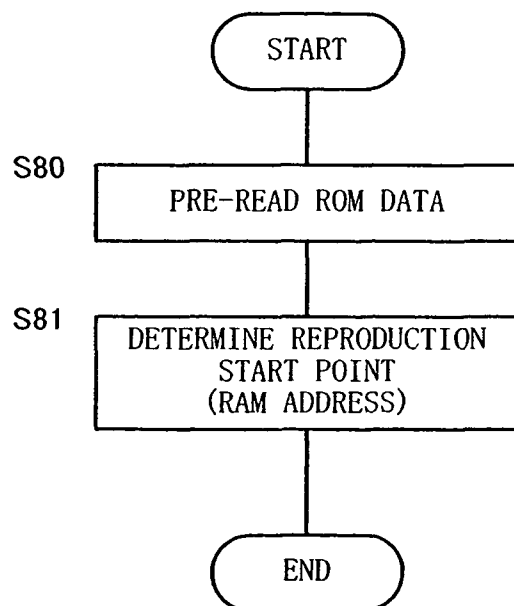 START
S80
PRE-READ ROM DATA
S81
DETERMINE REPRODUCTION
START POINT
(RAM ADDRESS)
END